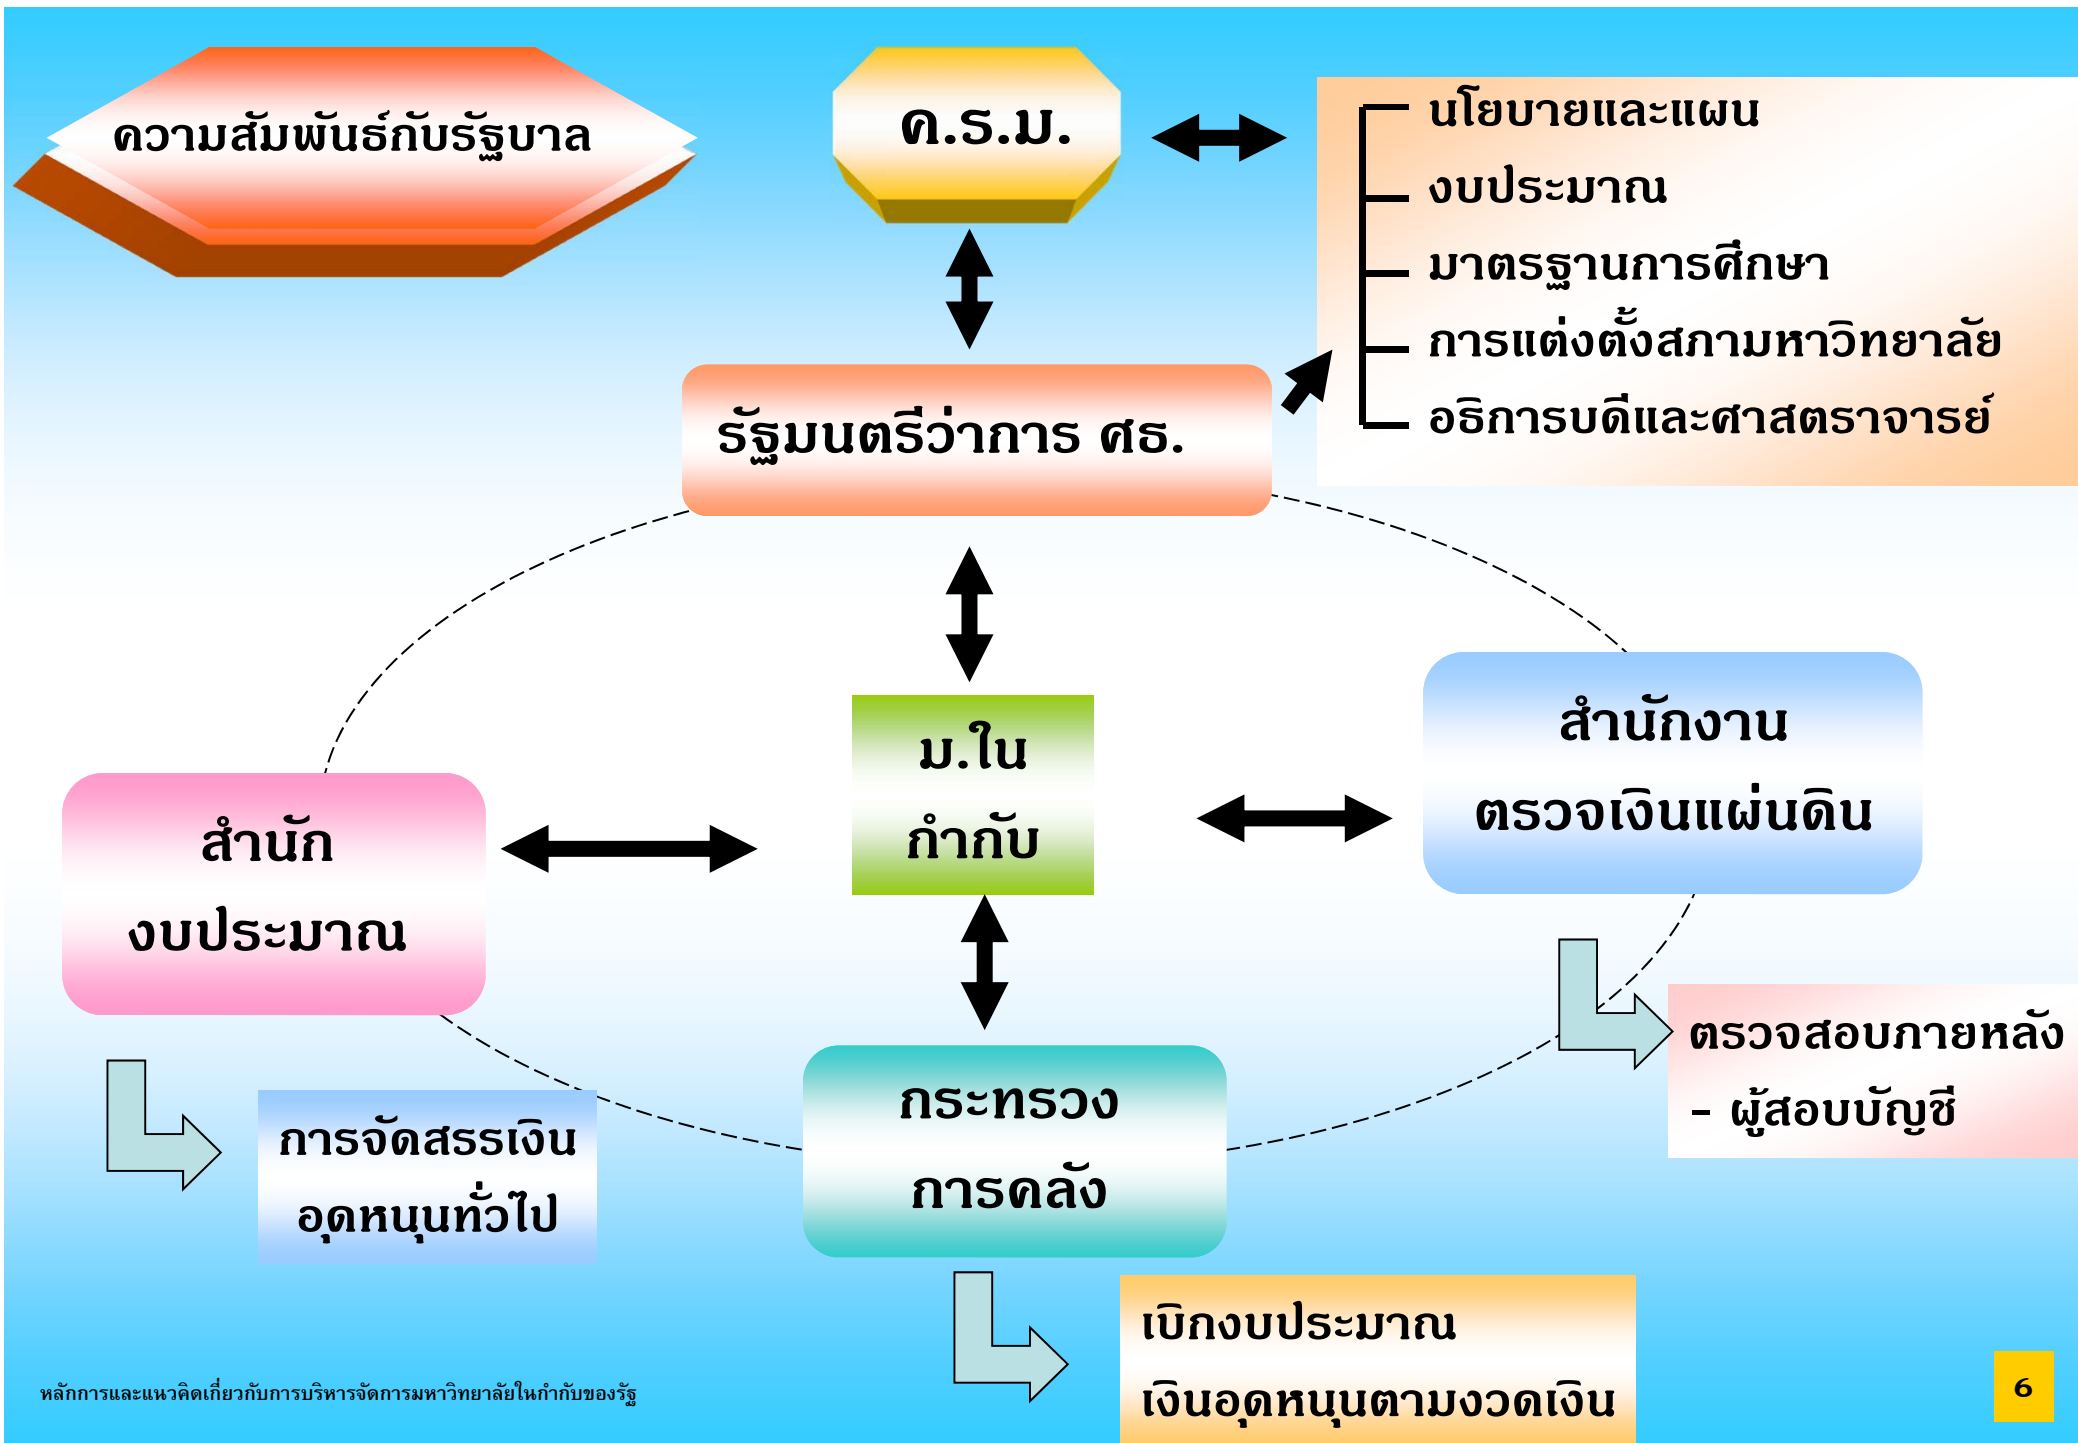 ความสัมพันธ์กับรัฐบาล
ค.ร.ม.
นโยบายและแผน
งบประมาณ
มาตรฐานการศึกษา
การแต่งตั้งสภามหาวิทยาลัย
อธิการบดีและศาสตราจารย์
รัฐมนตรีว่าการ ศธ.
ม.ใน
กำกับ
สำนักงาน
ตรวจเงินแผ่นดิน
สำนัก
งบประมาณ
ตรวจสอบภายหลัง
- ผู้สอบบัญชี
กระทรวง
การคลัง
การจัดสรรเงิน
อุดหนุนทั่วไป
เบิกงบประมาณ
เงินอุดหนุนตามงวดเงิน
หลักการและแนวคิดเกี่ยวกับการบริหารจัดการมหาวิทยาลัยในกำกับของรัฐ
6